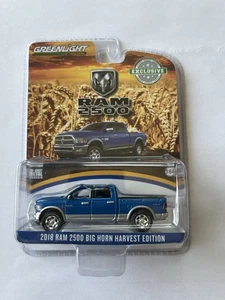 GREENLIGHT
EXCLUSIVE
RAM
2500
2018 RAM 2500 BIG HORN HARVEST EDITION